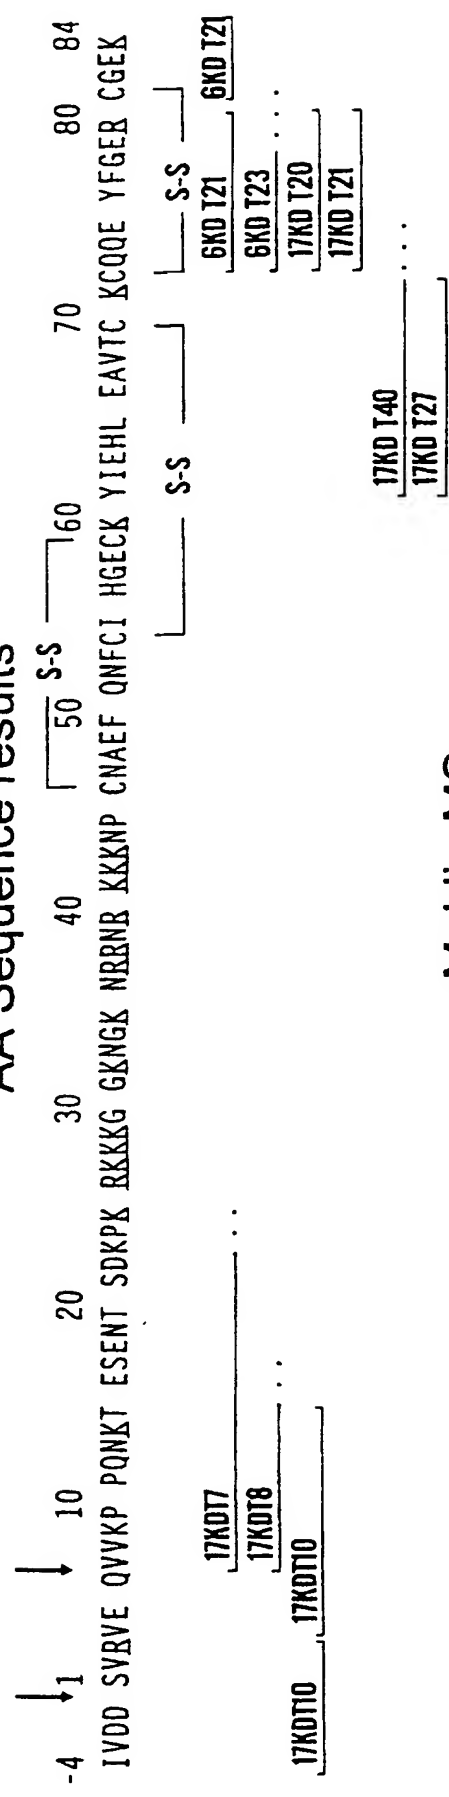 AA Sequence results
S-S
-4 1 10 20 30 40 50 60 70 80 84
IVDD SVRVE QVVKP PQNKT ESENT SDKPK RKKKG GKNGK NRRNR KKKNP CNAEF QNFCI HGECK YIEHL EAVTC KCQQE YFGER CGEK
S-S S-S
17KDT7 ... 6KD T21 6KD T21
17KDT8 ... 6KD T23 ...
17KDT10 17KDT10 17KD T20
17KD T21
17KD T40 ...
17KD T27